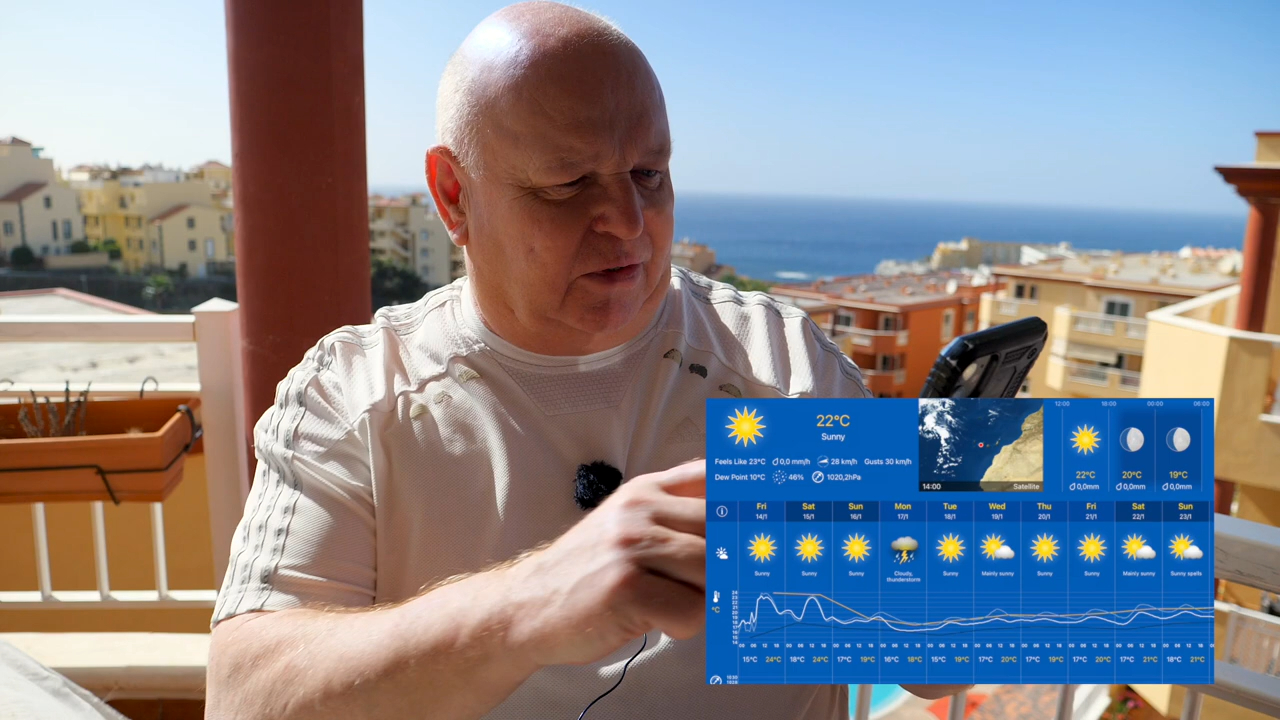 12:00 18:00 00:00 06:00
22°C
Sunny
Feels Like 23°C 0,0 mm/h 28 km/h Gusts 30 km/h
Dew Point 10°C 46% 1020,2hPa
14:00 Satellite
22°C 20°C 19°C
0,0mm 0,0mm 0,0mm
Fri Sat Sun Mon Tue Wed Thu Fri Sat Sun
14/1 15/1 16/1 17/1 18/1 19/1 20/1 21/1 22/1 23/1
Sunny Sunny Sunny Cloudy, thunderstorm Sunny Mainly sunny Sunny Sunny Mainly sunny Sunny spells
°C
15°C 24°C 18°C 24°C 17°C 19°C 16°C 18°C 15°C 19°C 17°C 20°C 17°C 19°C 17°C 20°C 17°C 21°C 18°C 21°C